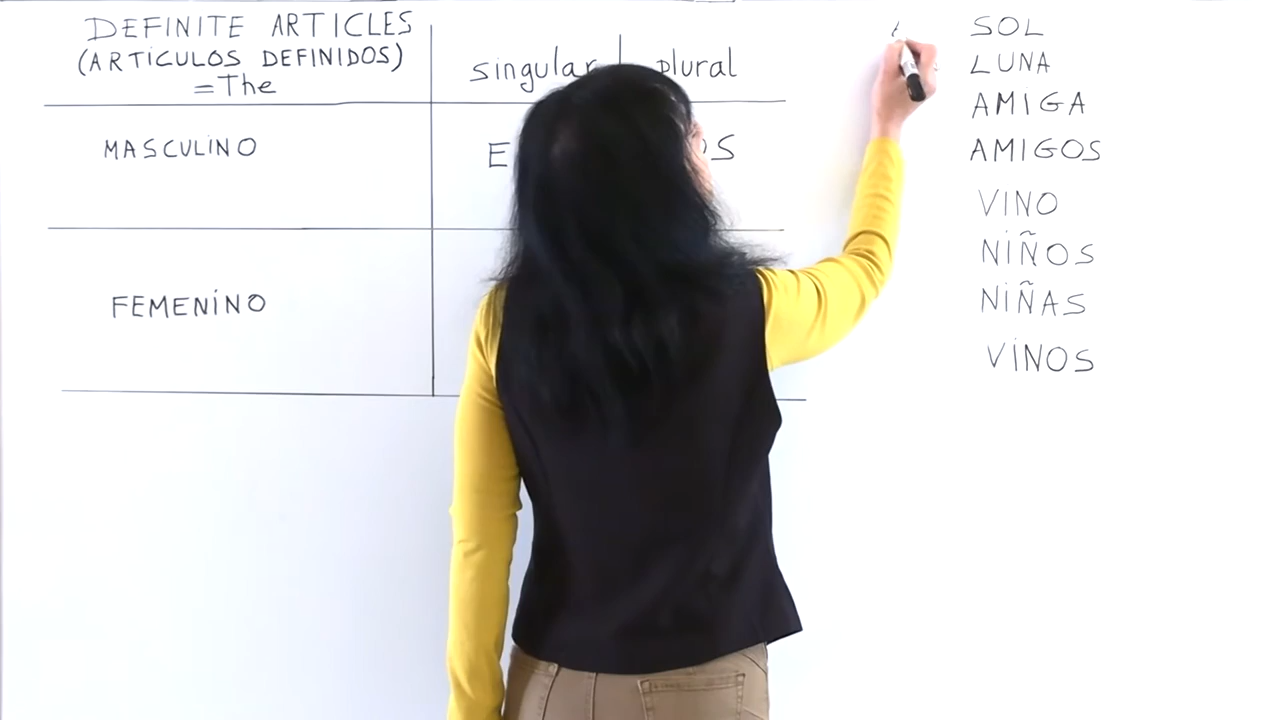 DEFINITE ARTICLES
(ARTICULOS DEFINIDOS)
=The
singular plural
MASCULINO
FEMENINO
SOL
LUNA
AMIGA
AMIGOS
VINO
NIÑOS
NIÑAS
VINOS